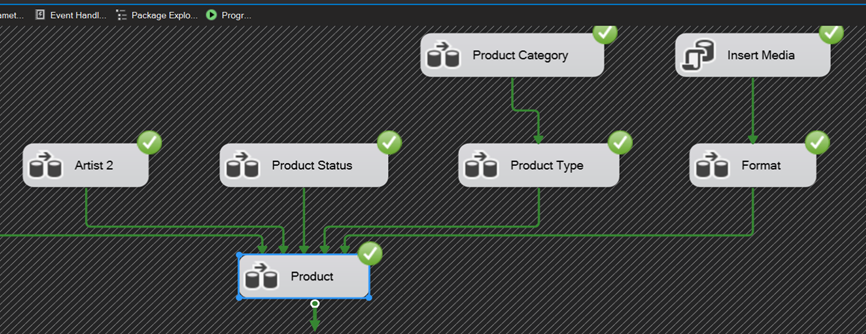 amet... Event Handl... Package Explo... Progr...
Product Category Insert Media
Artist 2 Product Status Product Type Format
Product